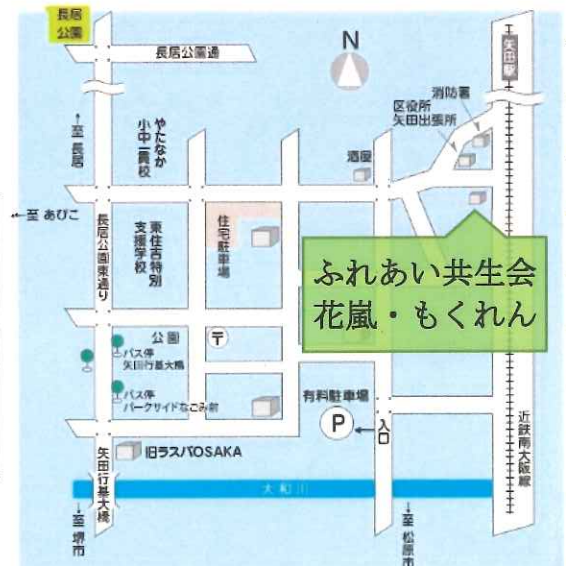 長居
公園
長居公園通
N
矢田駅
消防署
区役所
矢田出張所
酒屋
↑至 長居
やたなか
小中一貫校
←至 あびこ
長居公園東通り
東住吉特別
支援学校
住宅駐車場
ふれあい共生会
花嵐・もくれん
公園
〒
バス停
矢田行基大橋
バス停
パークサイドなごみ前
有料駐車場
P
入口
旧ラスパOSAKA
近鉄南大阪線
矢田行基大橋
大和川
↓至 堺市
↓至 松原市